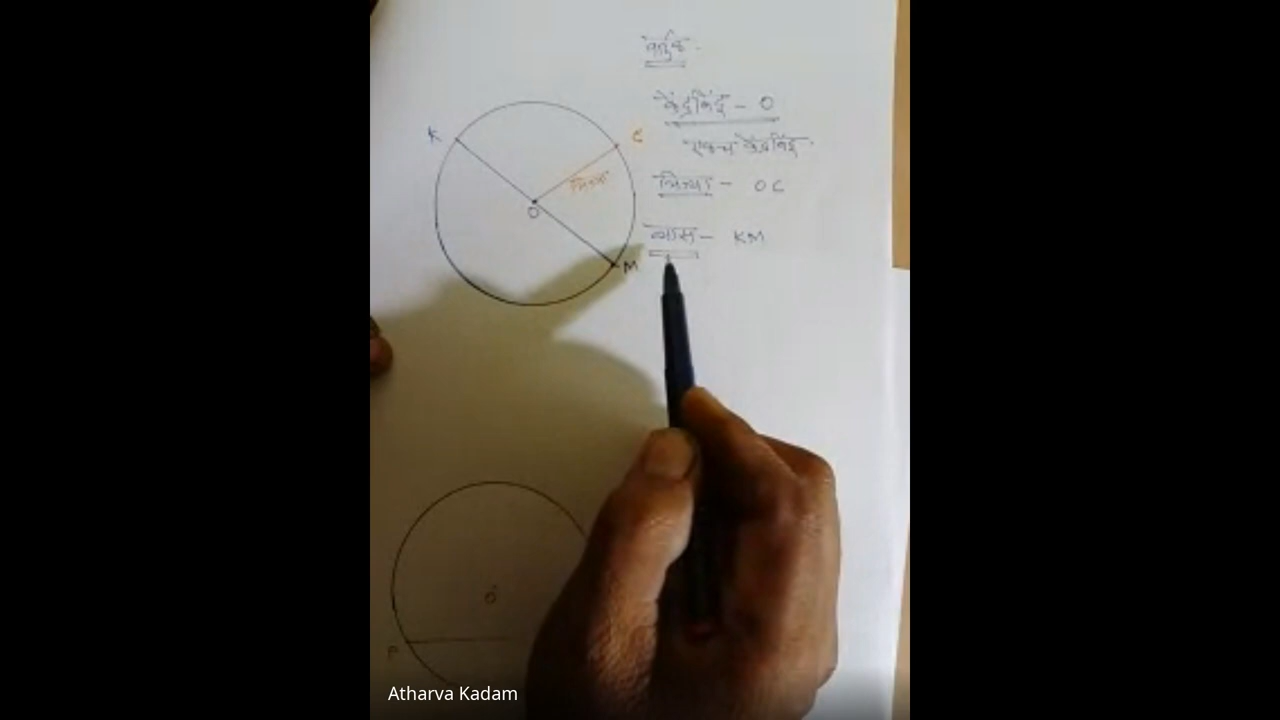 वर्तुळ
केंद्रबिंदू - O
एकच केंद्रबिंदू.
त्रिज्या - OC
व्यास - KM
K
C
त्रिज्या
O
M
O
P
Atharva Kadam